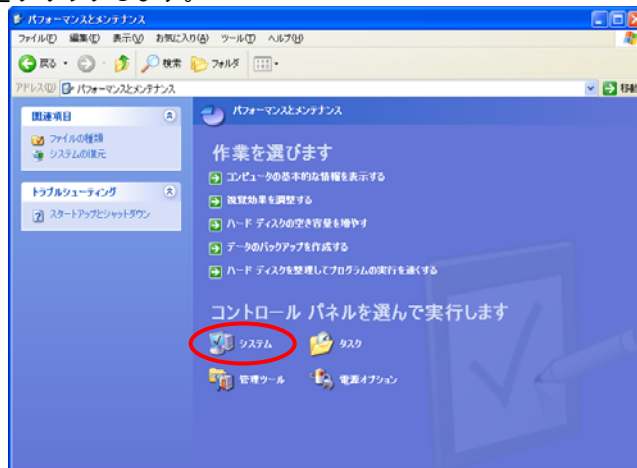 クリックします。
パフォーマンスとメンテナンス
ファイル(F) 編集(E) 表示(V) お気に入り(A) ツール(T) ヘルプ(H)
戻る 検索 フォルダ
アドレス(D) パフォーマンスとメンテナンス 移動
関連項目
ファイルの種類
システムの復元
トラブルシューティング
スタートアップとシャットダウン
パフォーマンスとメンテナンス
作業を選びます
コンピュータの基本的な情報を表示する
視覚効果を調整する
ハード ディスクの空き容量を増やす
データのバックアップを作成する
ハード ディスクを整理してプログラムの実行を速くする
コントロール パネルを選んで実行します
システム タスク
管理ツール 電源オプション